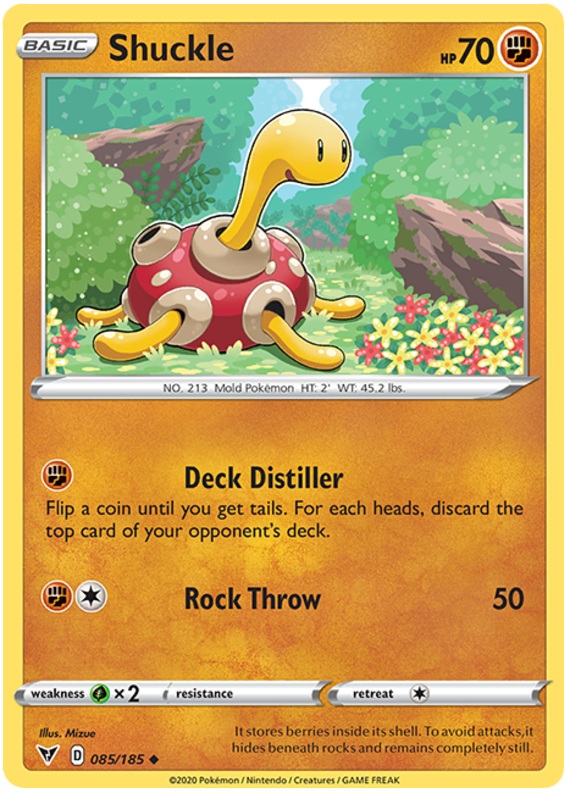 BASIC Shuckle HP 70
NO. 213 Mold Pokémon HT: 2' WT: 45.2 lbs.
Deck Distiller
Flip a coin until you get tails. For each heads, discard the
top card of your opponent's deck.
Rock Throw 50
weakness ×2 resistance retreat
Illus. Mizue
It stores berries inside its shell. To avoid attacks,it
hides beneath rocks and remains completely still.
D 085/185
©2020 Pokémon / Nintendo / Creatures / GAME FREAK